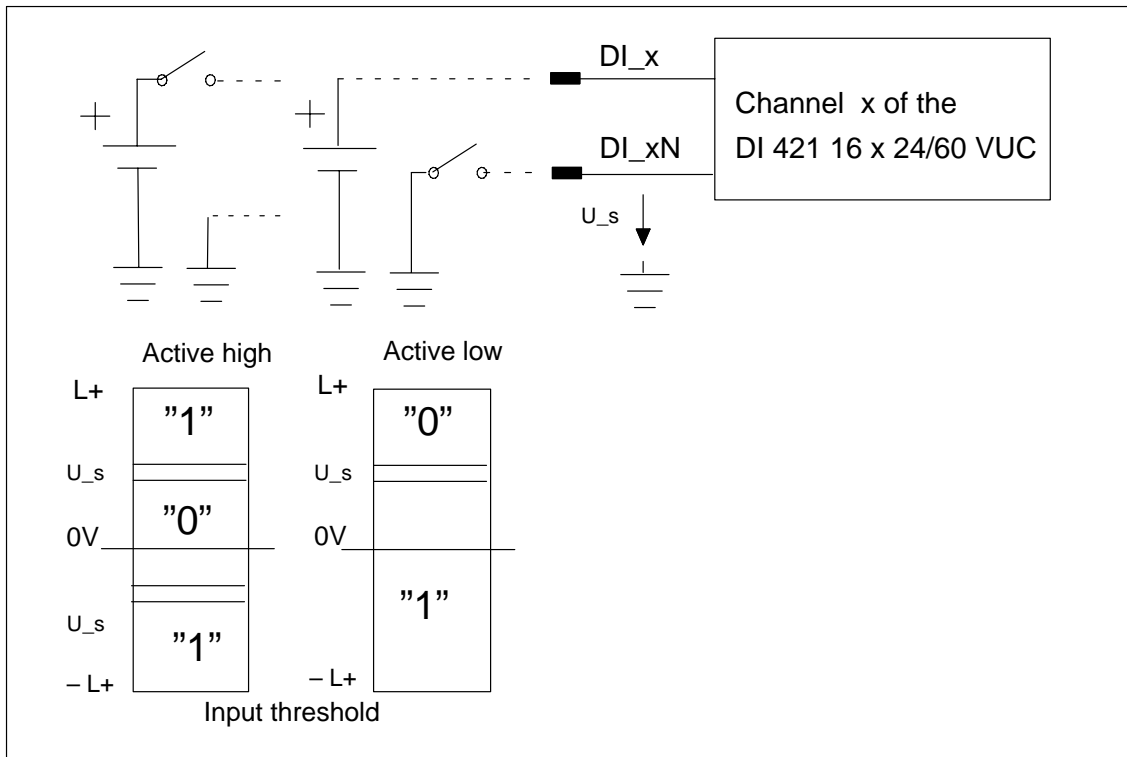 DI_x
+
+
Channel x of the
DI_xN
DI 421 16 x 24/60 VUC
U_s
Active high
Active low
L+
L+
”1”
”0”
U_s
U_s
”0”
0V
0V
”1”
U_s
”1”
– L+
– L+
Input threshold